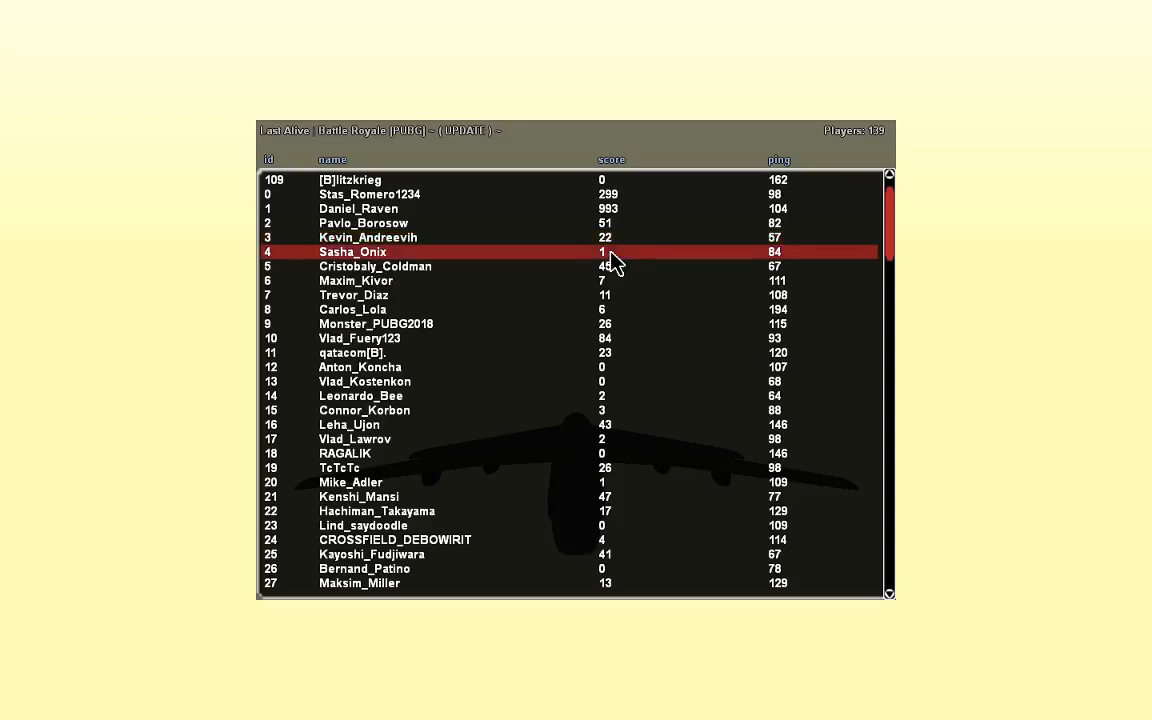 Last Alive | Battle Royale [PUBG] ~ ( UPDATE ) ~ Players: 139
id name score ping
109 [B]litzkrieg 0 162
0 Stas_Romero1234 299 98
1 Daniel_Raven 993 104
2 Pavlo_Borosow 51 82
3 Kevin_Andreevih 22 57
4 Sasha_Onix 1 84
5 Cristobaly_Coldman 45 67
6 Maxim_Kivor 7 111
7 Trevor_Diaz 11 108
8 Carlos_Lola 6 194
9 Monster_PUBG2018 26 115
10 Vlad_Fuery123 84 93
11 qatacom[B]. 23 120
12 Anton_Koncha 0 107
13 Vlad_Kostenkon 0 68
14 Leonardo_Bee 2 64
15 Connor_Korbon 3 88
16 Leha_Ujon 43 146
17 Vlad_Lawrov 2 98
18 RAGALIK 0 146
19 TcTcTc 26 98
20 Mike_Adler 1 109
21 Kenshi_Mansi 47 77
22 Hachiman_Takayama 17 129
23 Lind_saydoodle 0 109
24 CROSSFIELD_DEBOWIRIT 4 114
25 Kayoshi_Fudjiwara 41 67
26 Bernand_Patino 0 78
27 Maksim_Miller 13 129